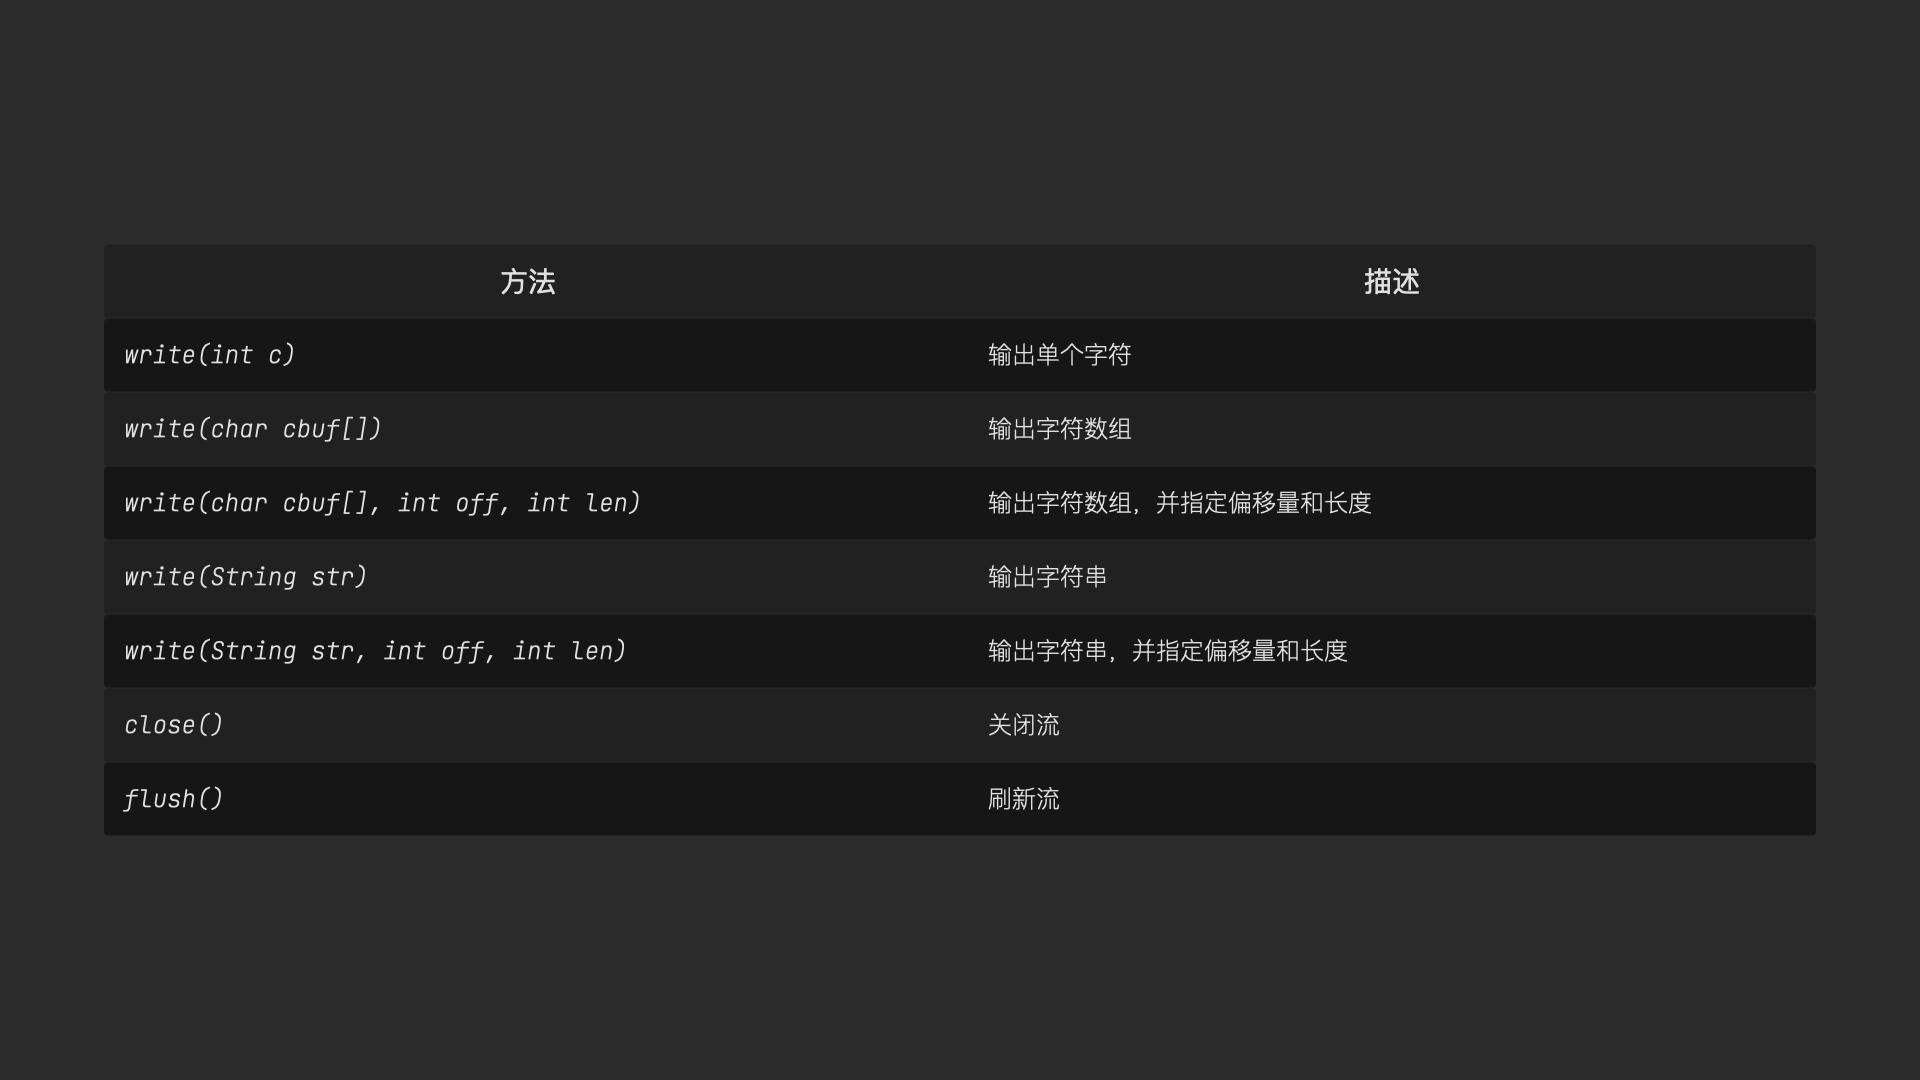 方法 描述
write(int c) 输出单个字符
write(char cbuf[]) 输出字符数组
write(char cbuf[], int off, int len) 输出字符数组，并指定偏移量和长度
write(String str) 输出字符串
write(String str, int off, int len) 输出字符串，并指定偏移量和长度
close() 关闭流
flush() 刷新流